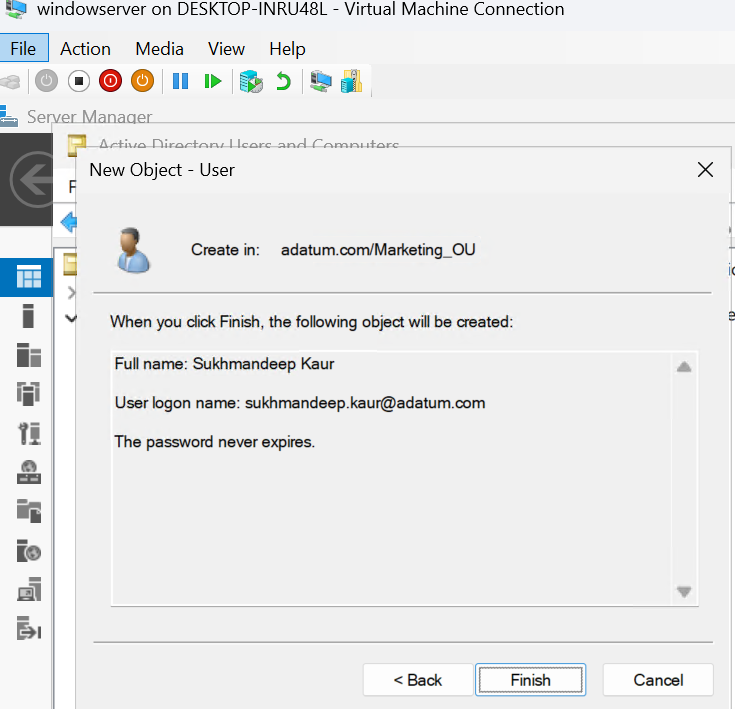 windowserver on DESKTOP-INRU48L - Virtual Machine Connection
File Action Media View Help
Server Manager
Active Directory Users and Computers
New Object - User
Create in: adatum.com/Marketing_OU
When you click Finish, the following object will be created:
Full name: Sukhmandeep Kaur
User logon name: sukhmandeep.kaur@adatum.com
The password never expires.
< Back Finish Cancel